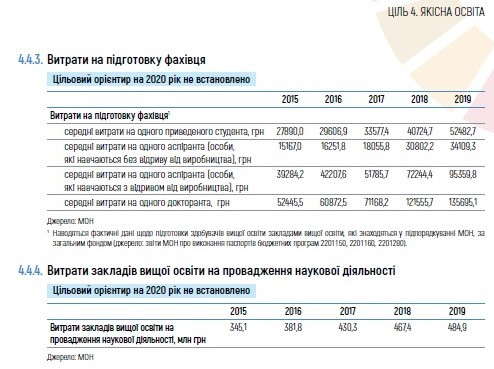 ЦІЛЬ 4. ЯКІСНА ОСВІТА
4.4.3. Витрати на підготовку фахівця
Цільовий орієнтир на 2020 рік не встановлено
2015 2016 2017 2018 2019
Витрати на підготовку фахівця¹
середні витрати на одного приведеного студента, грн 27890,0 29606,9 33577,4 40724,7 52482,7
середні витрати на одного аспіранта (особи, 15167,0 16251,8 18055,8 30802,2 34109,3
які навчаються без відриву від виробництва), грн
середні витрати на одного аспіранта (особи, 39284,2 42207,6 51785,7 72244,4 95359,8
які навчаються з відривом від виробництва), грн
середні витрати на одного докторанта, грн 52445,5 60872,5 71168,2 121555,7 135695,1
Джерело: МОН
¹ Наводяться фактичні дані щодо підготовки здобувачів вищої освіти закладами вищої освіти, які знаходяться у підпорядкуванні МОН, за
загальним фондом (джерело: звіти МОН про виконання паспортів бюджетних програм 2201150, 2201160, 2201280).
4.4.4. Витрати закладів вищої освіти на провадження наукової діяльності
Цільовий орієнтир на 2020 рік не встановлено
2015 2016 2017 2018 2019
Витрати закладів вищої освіти на 345,1 381,8 430,3 467,4 484,9
провадження наукової діяльності, млн грн
Джерело: МОН